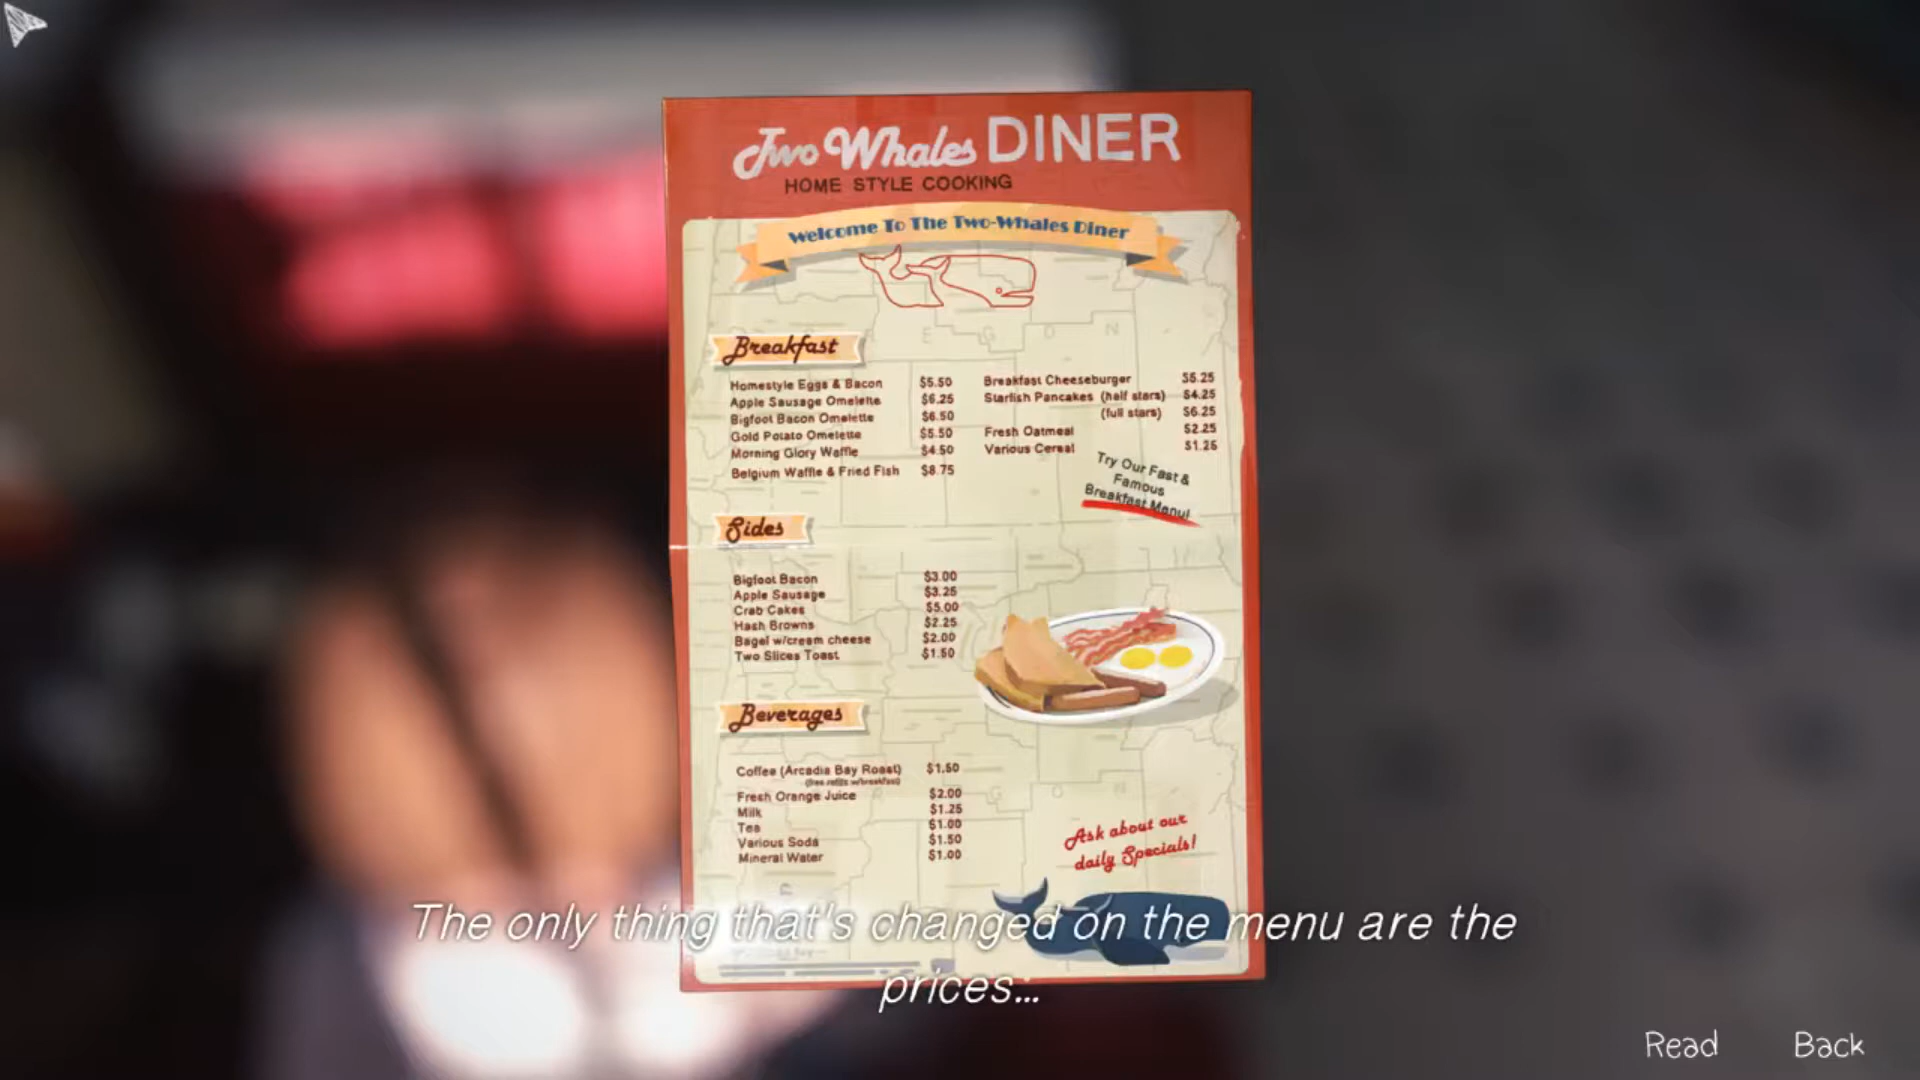 Two Whales DINER
HOME STYLE COOKING
Welcome To The Two-Whales Diner
O R E G O N
Breakfast
Homestyle Eggs & Bacon $5.50
Apple Sausage Omelette $6.25
Bigfoot Bacon Omelette $6.50
Gold Potato Omelette $5.50
Morning Glory Waffle $4.50
Belgium Waffle & Fried Fish $8.75
Breakfast Cheeseburger $5.25
Starfish Pancakes (half stars) $4.25
(full stars) $6.25
Fresh Oatmeal $2.25
Various Cereal $1.25
Try Our Fast &
Famous
Breakfast Menu!
Sides
Bigfoot Bacon $3.00
Apple Sausage $3.25
Crab Cakes $5.00
Hash Browns $2.25
Bagel w/cream cheese $2.00
Two Slices Toast $1.50
Beverages
Coffee (Arcadia Bay Roast) $1.50
(free refills w/breakfast)
Fresh Orange Juice $2.00
Milk $1.25
Tea $1.00
Various Soda $1.50
Mineral Water $1.00
Ask about our
daily Specials!
The only thing that's changed on the menu are the
prices...
Read Back